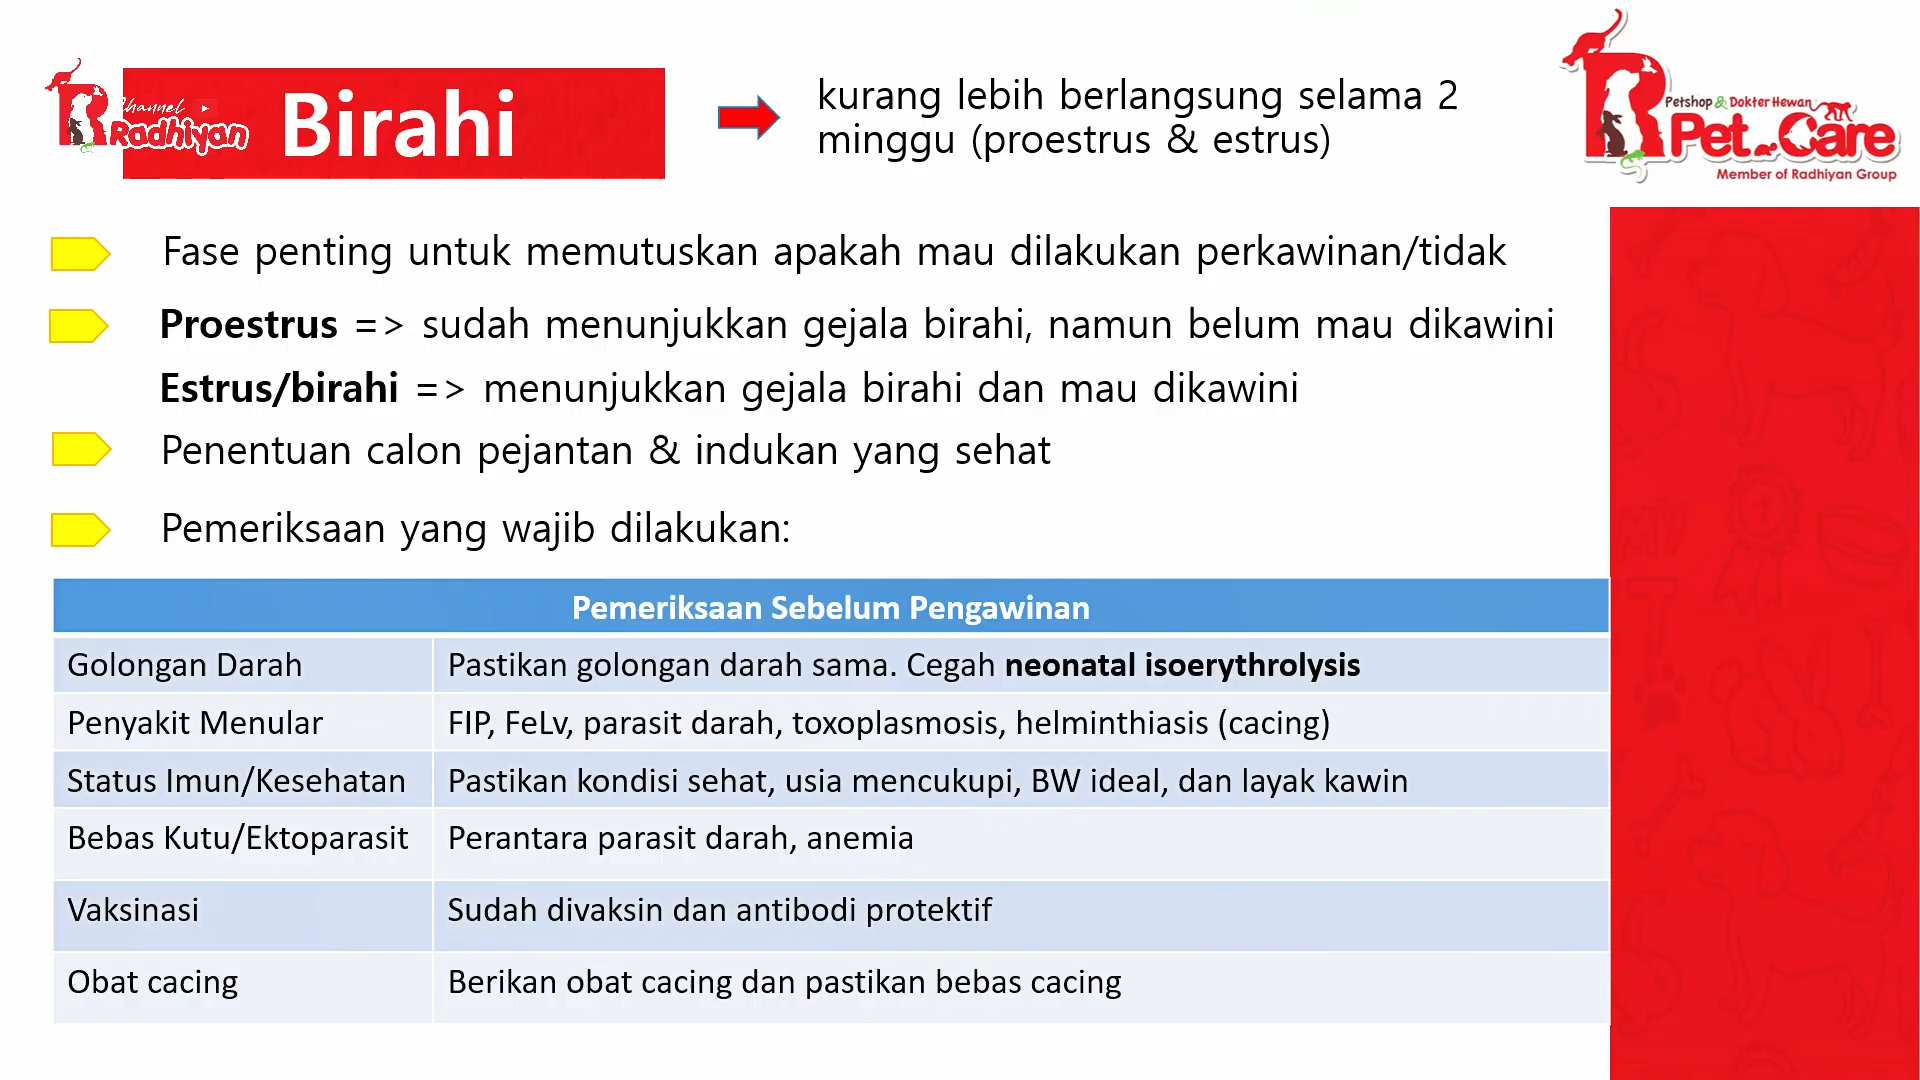 Channel
Radhiyan
Birahi
kurang lebih berlangsung selama 2
minggu (proestrus & estrus)
Petshop & Dokter Hewan
R Pet Care
Member of Radhiyan Group
Fase penting untuk memutuskan apakah mau dilakukan perkawinan/tidak
Proestrus => sudah menunjukkan gejala birahi, namun belum mau dikawini
Estrus/birahi => menunjukkan gejala birahi dan mau dikawini
Penentuan calon pejantan & indukan yang sehat
Pemeriksaan yang wajib dilakukan:
Pemeriksaan Sebelum Pengawinan
Golongan Darah Pastikan golongan darah sama. Cegah neonatal isoerythrolysis
Penyakit Menular FIP, FeLv, parasit darah, toxoplasmosis, helminthiasis (cacing)
Status Imun/Kesehatan Pastikan kondisi sehat, usia mencukupi, BW ideal, dan layak kawin
Bebas Kutu/Ektoparasit Perantara parasit darah, anemia
Vaksinasi Sudah divaksin dan antibodi protektif
Obat cacing Berikan obat cacing dan pastikan bebas cacing